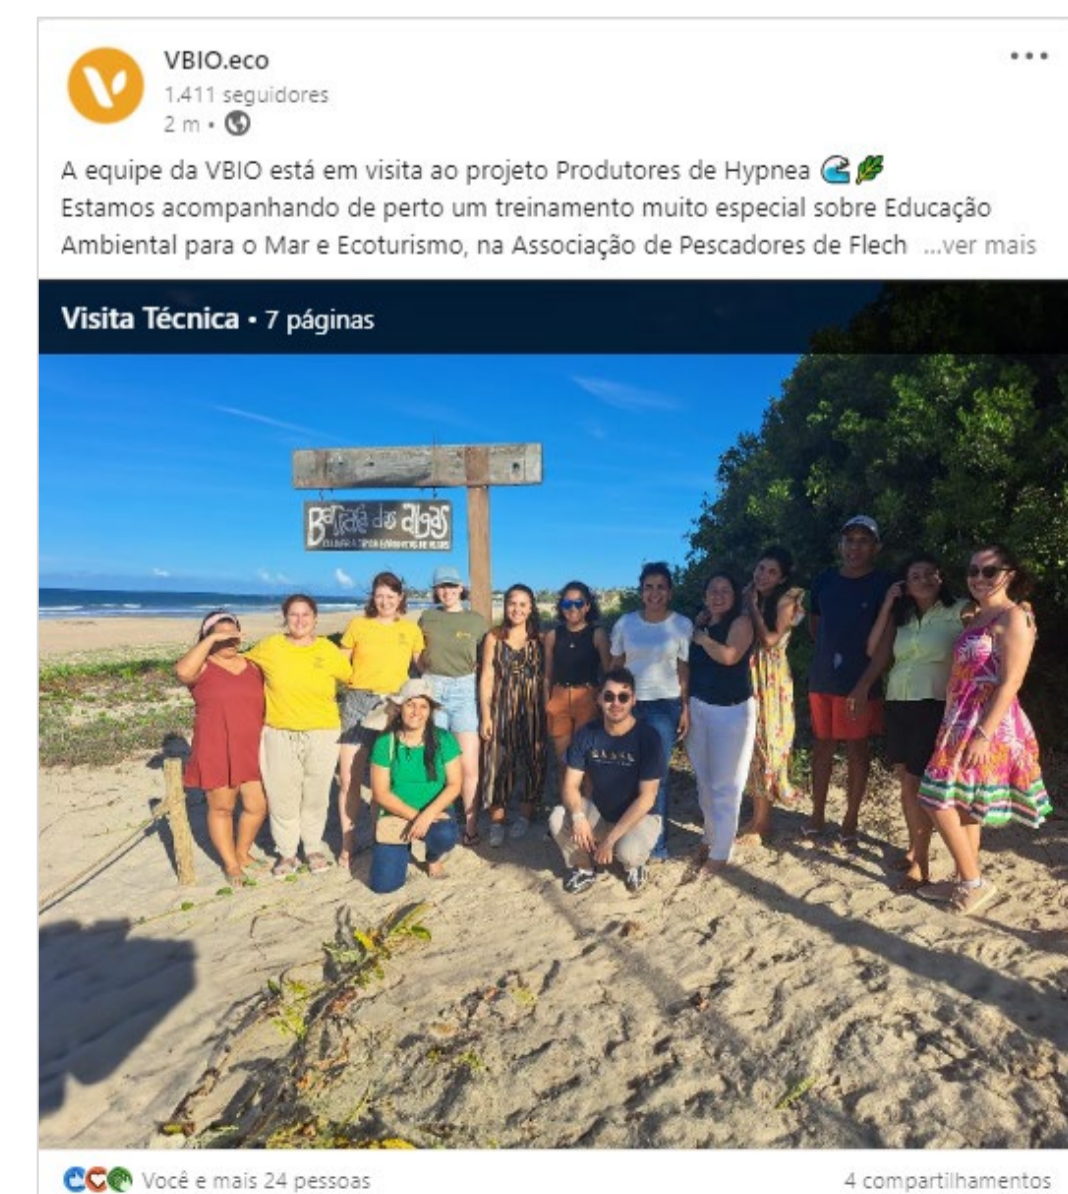 VBIO.eco
1.411 seguidores
2 m •
A equipe da VBIO está em visita ao projeto Produtores de Hypnea 🌊🌿
Estamos acompanhando de perto um treinamento muito especial sobre Educação
Ambiental para o Mar e Ecoturismo, na Associação de Pescadores de Flech ...ver mais
Visita Técnica • 7 páginas
das algas
Você e mais 24 pessoas
4 compartilhamentos